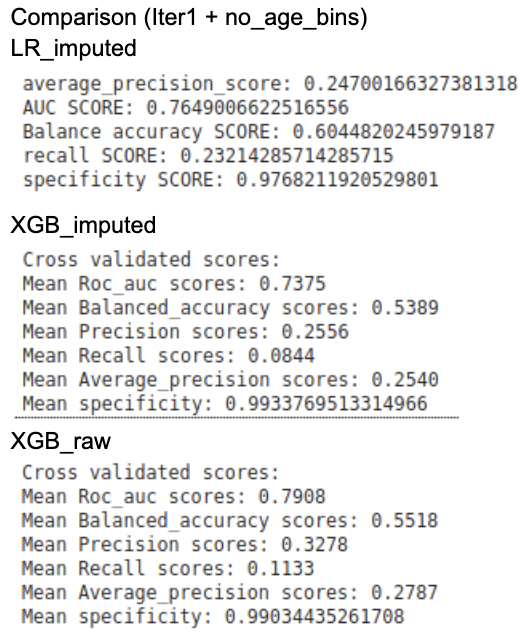 Comparison (Iter1 + no_age_bins)
LR_imputed
average_precision_score: 0.24700166327381318
AUC SCORE: 0.7649006622516556
Balance accuracy SCORE: 0.6044820245979187
recall SCORE: 0.23214285714285715
specificity SCORE: 0.9768211920529801
XGB_imputed
Cross validated scores:
Mean Roc_auc scores: 0.7375
Mean Balanced_accuracy scores: 0.5389
Mean Precision scores: 0.2556
Mean Recall scores: 0.0844
Mean Average_precision scores: 0.2540
Mean specificity: 0.9933769513314966
XGB_raw
Cross validated scores:
Mean Roc_auc scores: 0.7908
Mean Balanced_accuracy scores: 0.5518
Mean Precision scores: 0.3278
Mean Recall scores: 0.1133
Mean Average_precision scores: 0.2787
Mean specificity: 0.99034435261708